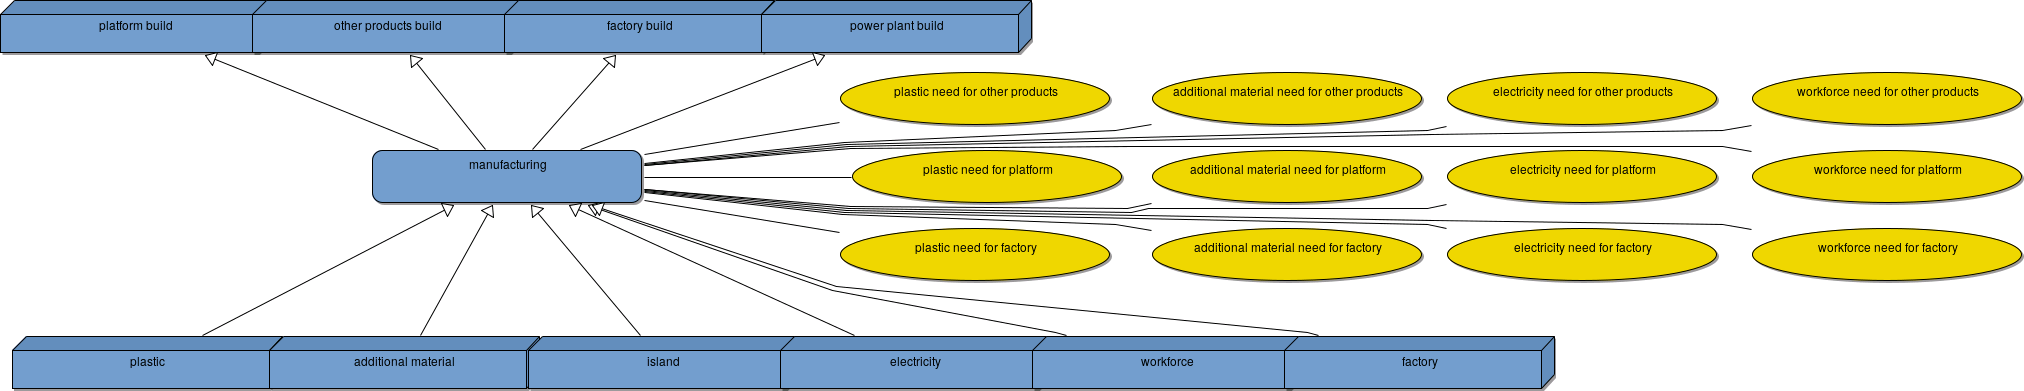 platform build
other products build
factory build
power plant build
plastic need for other products
additional material need for other products
electricity need for other products
workforce need for other products
manufacturing
plastic need for platform
additional material need for platform
electricity need for platform
workforce need for platform
plastic need for factory
additional material need for factory
electricity need for factory
workforce need for factory
plastic
additional material
island
electricity
workforce
factory